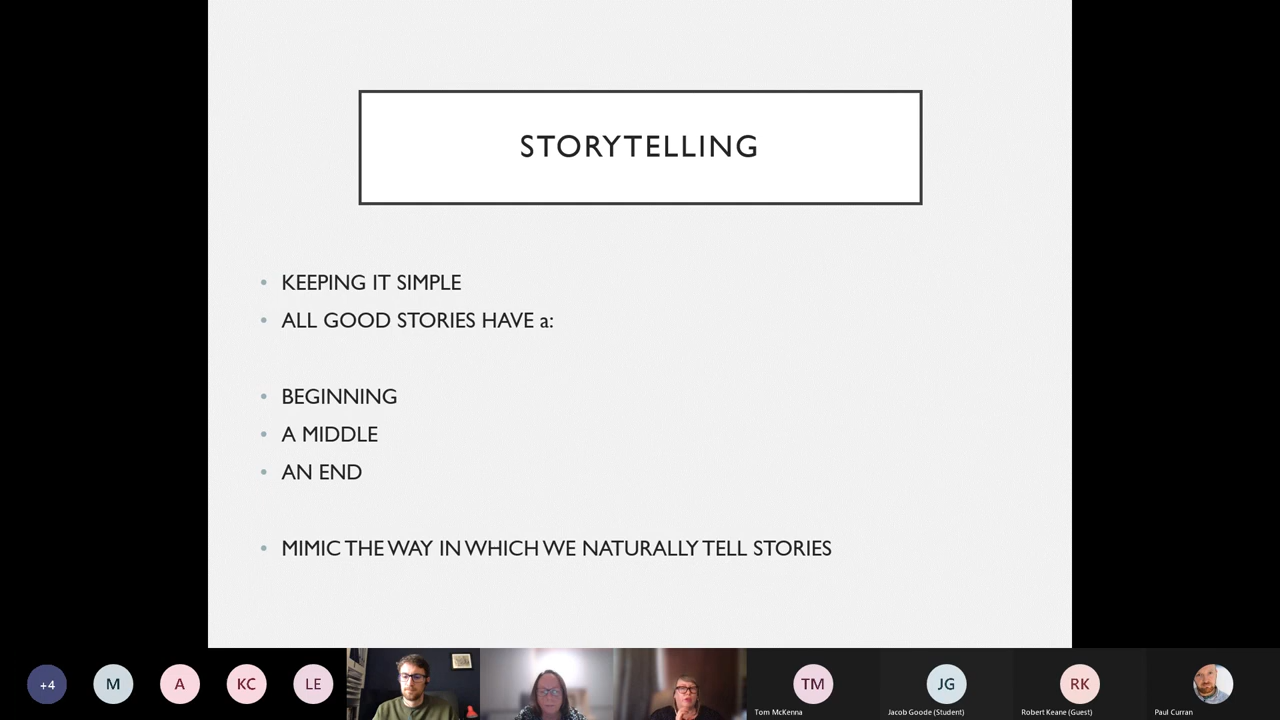 STORYTELLING
KEEPING IT SIMPLE
ALL GOOD STORIES HAVE a:
BEGINNING
A MIDDLE
AN END
MIMIC THE WAY IN WHICH WE NATURALLY TELL STORIES
+4
M
A
KC
LE
TM
JG
RK
Tom McKenna
Jacob Goode (Student)
Robert Keane (Guest)
Paul Curran